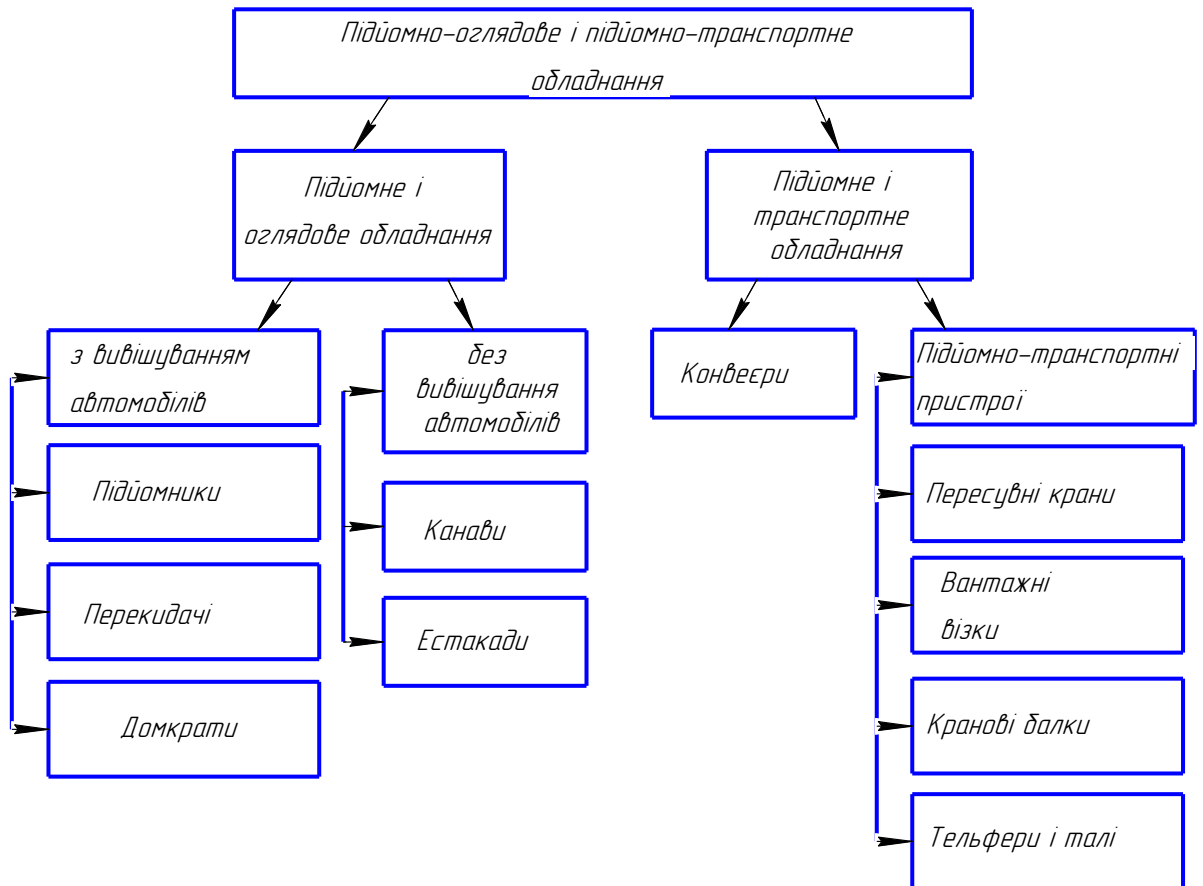 Підйомно-оглядове і підйомно-транспортне
обладнання
Підйомне і
оглядове обладнання
Підйомне і
транспортне
обладнання
з вивішуванням
автомобілів
без
вивішування
автомобілів
Конвеєри
Підйомно-транспортні
пристрої
Підйомники
Канави
Пересувні крани
Перекидачі
Естакади
Вантажні
візки
Домкрати
Кранові балки
Тельфери і талі